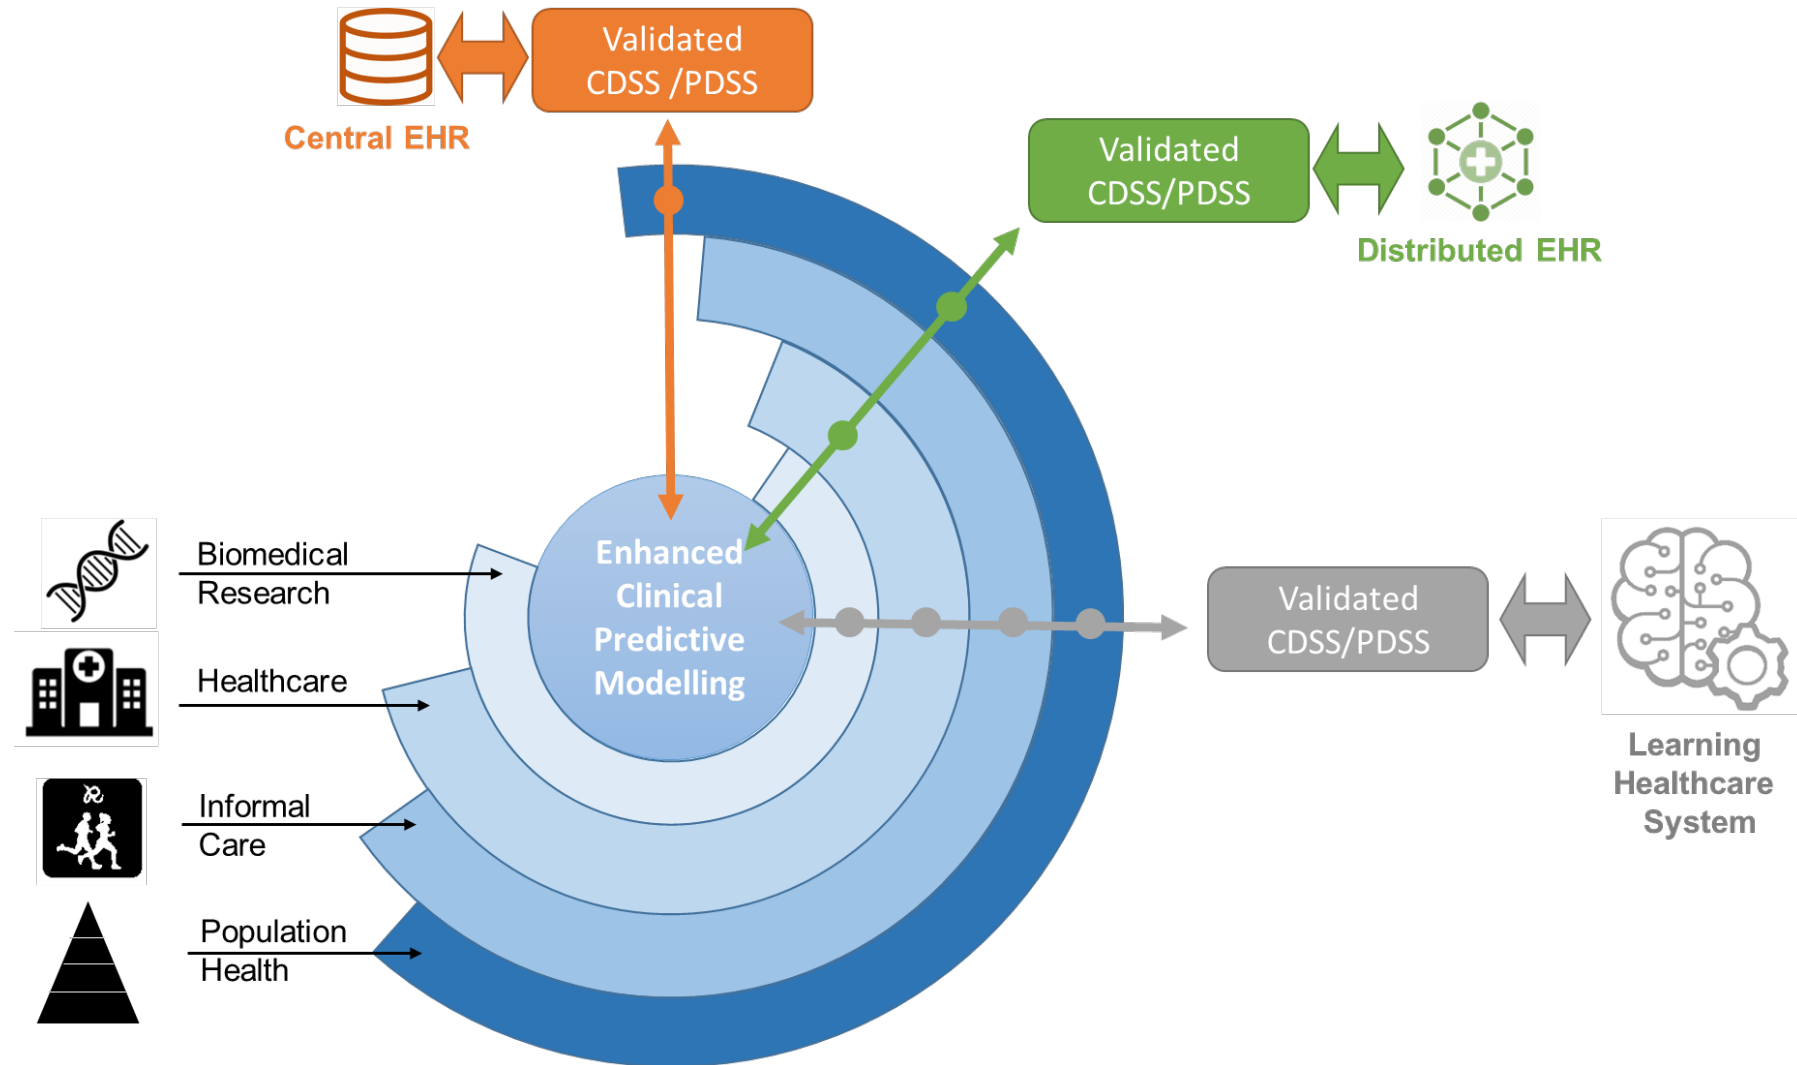 Validated
CDSS /PDSS
Central EHR
Validated
CDSS/PDSS
Distributed EHR
Enhanced
Clinical
Predictive
Modelling
Biomedical
Research
Healthcare
Informal
Care
Population
Health
Validated
CDSS/PDSS
Learning
Healthcare
System